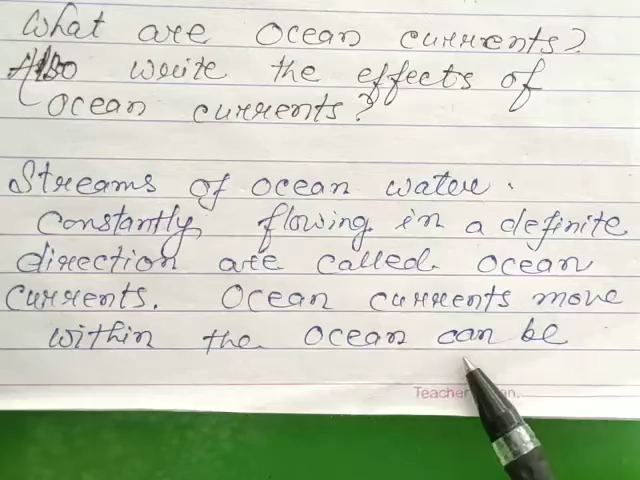 What are Ocean currents?
Also write the effects of
Ocean currents?
Streams of ocean water.
Constantly flowing in a definite
direction are called Ocean
currents. Ocean currents move
within the Ocean can be
Teacher